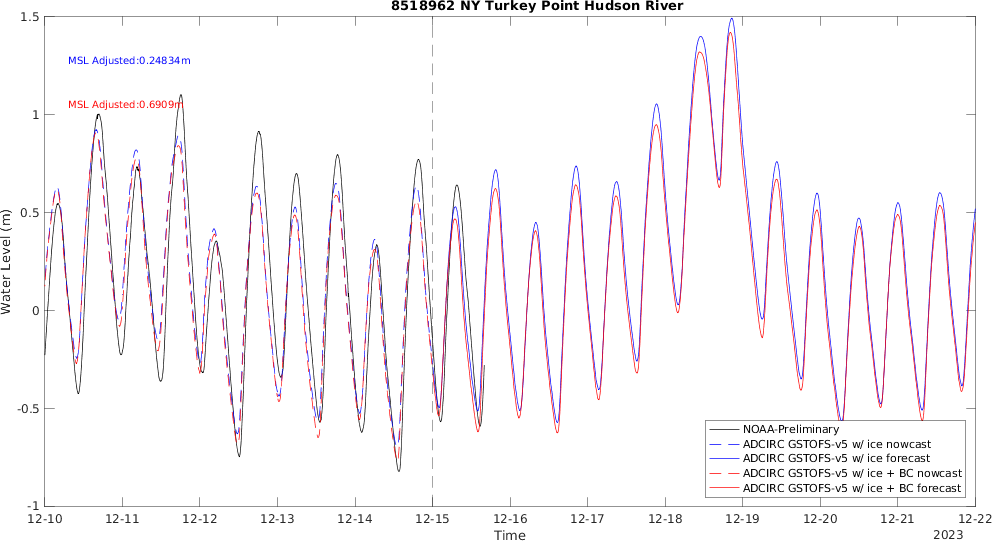 8518962 NY Turkey Point Hudson River
MSL Adjusted:0.24834m
MSL Adjusted:0.6909m
Water Level (m)
1.5
1
0.5
0
-0.5
-1
NOAA-Preliminary
ADCIRC GSTOFS-v5 w/ ice nowcast
ADCIRC GSTOFS-v5 w/ ice forecast
ADCIRC GSTOFS-v5 w/ ice + BC nowcast
ADCIRC GSTOFS-v5 w/ ice + BC forecast
12-10 12-11 12-12 12-13 12-14 12-15 12-16 12-17 12-18 12-19 12-20 12-21 12-22
Time
2023